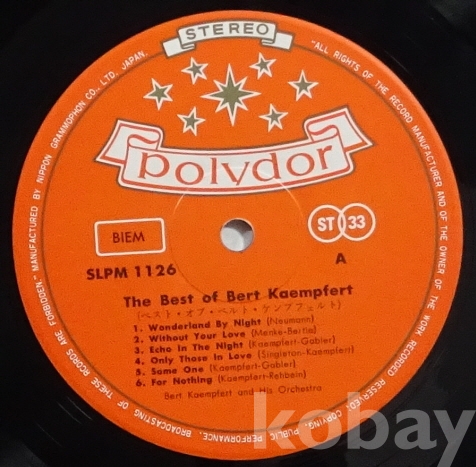 STEREO
polydor
BIEM
ST 33
SLPM 1126
A
The Best of Bert Kaempfert
(ベスト・オブ・ベルト・ケンプフェルト)
1. Wonderland By Night (Neumann)
2. Without Your Love (Menke-Bertie)
3. Echo In The Night (Kaempfert-Gabler)
4. Only Those In Love (Singleton-Kaempfert)
5. Some One (Kaempfert-Gabler)
6. For Nothing (Kaempfert-Rehbein)
Bert Kaempfert and His Orchestra
"ALL RIGHTS OF THE RECORD MANUFACTURER AND OF THE OWNER OF THE WORK RECORDED RESERVED. COPYING, PUBLIC PERFORMANCE, BROADCASTING OF THESE RECORDS ARE FORBIDDEN." MANUFACTURED BY NIPPON GRAMMOPHON CO., LTD. JAPAN.
kobay